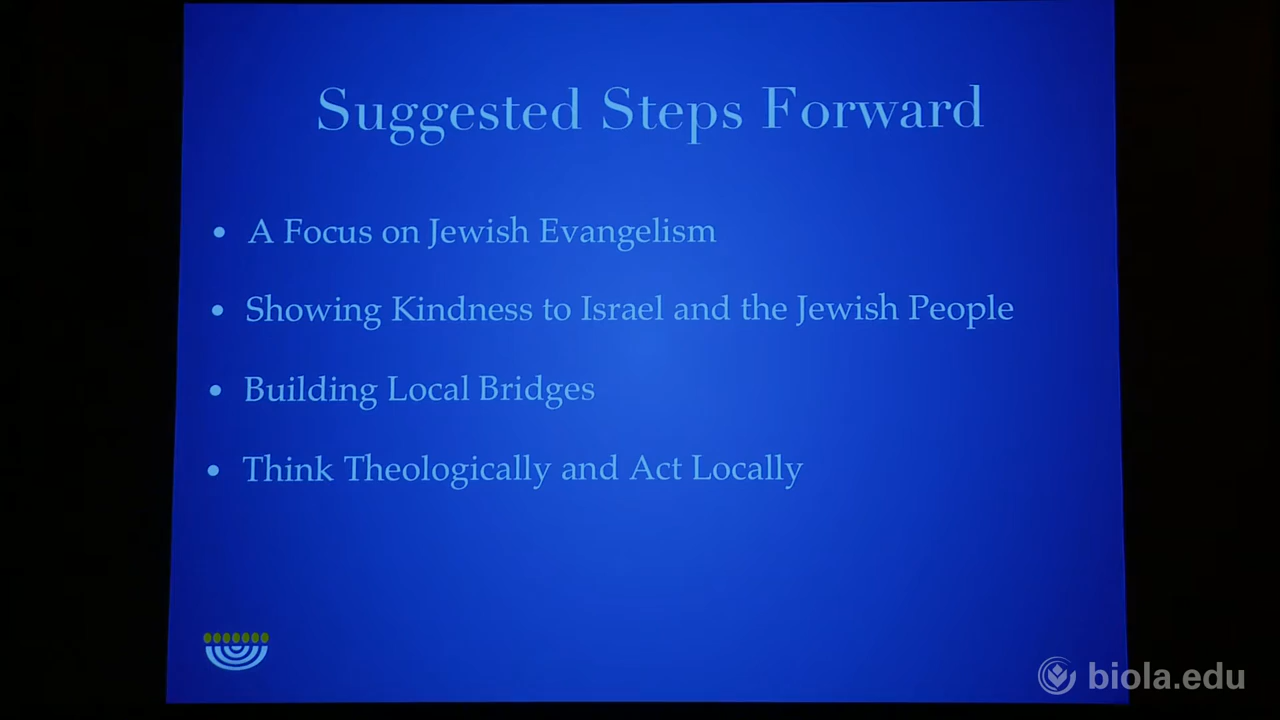 Suggested Steps Forward
• A Focus on Jewish Evangelism
• Showing Kindness to Israel and the Jewish People
• Building Local Bridges
• Think Theologically and Act Locally
biola.edu